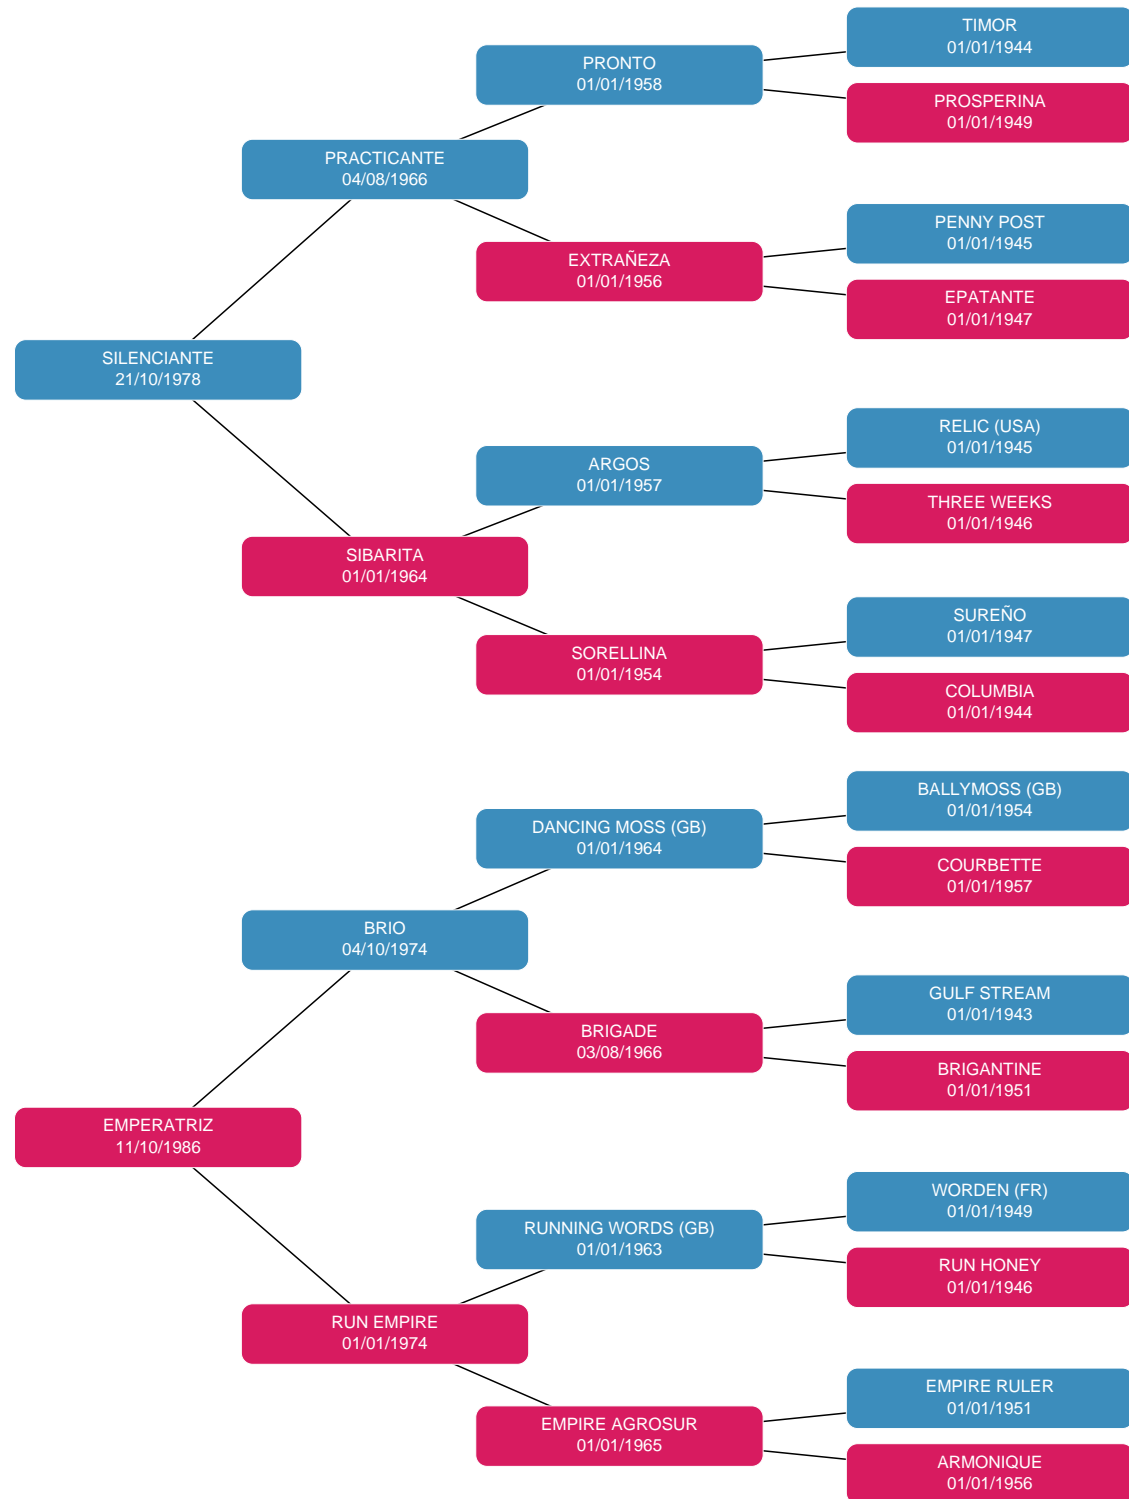 TIMOR
01/01/1944
PRONTO
01/01/1958
PROSPERINA
01/01/1949
PRACTICANTE
04/08/1966
PENNY POST
01/01/1945
EXTRAÑEZA
01/01/1956
EPATANTE
01/01/1947
SILENCIANTE
21/10/1978
RELIC (USA)
01/01/1945
ARGOS
01/01/1957
THREE WEEKS
01/01/1946
SIBARITA
01/01/1964
SUREÑO
01/01/1947
SORELLINA
01/01/1954
COLUMBIA
01/01/1944
BALLYMOSS (GB)
01/01/1954
DANCING MOSS (GB)
01/01/1964
COURBETTE
01/01/1957
BRIO
04/10/1974
GULF STREAM
01/01/1943
BRIGADE
03/08/1966
BRIGANTINE
01/01/1951
EMPERATRIZ
11/10/1986
WORDEN (FR)
01/01/1949
RUNNING WORDS (GB)
01/01/1963
RUN HONEY
01/01/1946
RUN EMPIRE
01/01/1974
EMPIRE RULER
01/01/1951
EMPIRE AGROSUR
01/01/1965
ARMONIQUE
01/01/1956